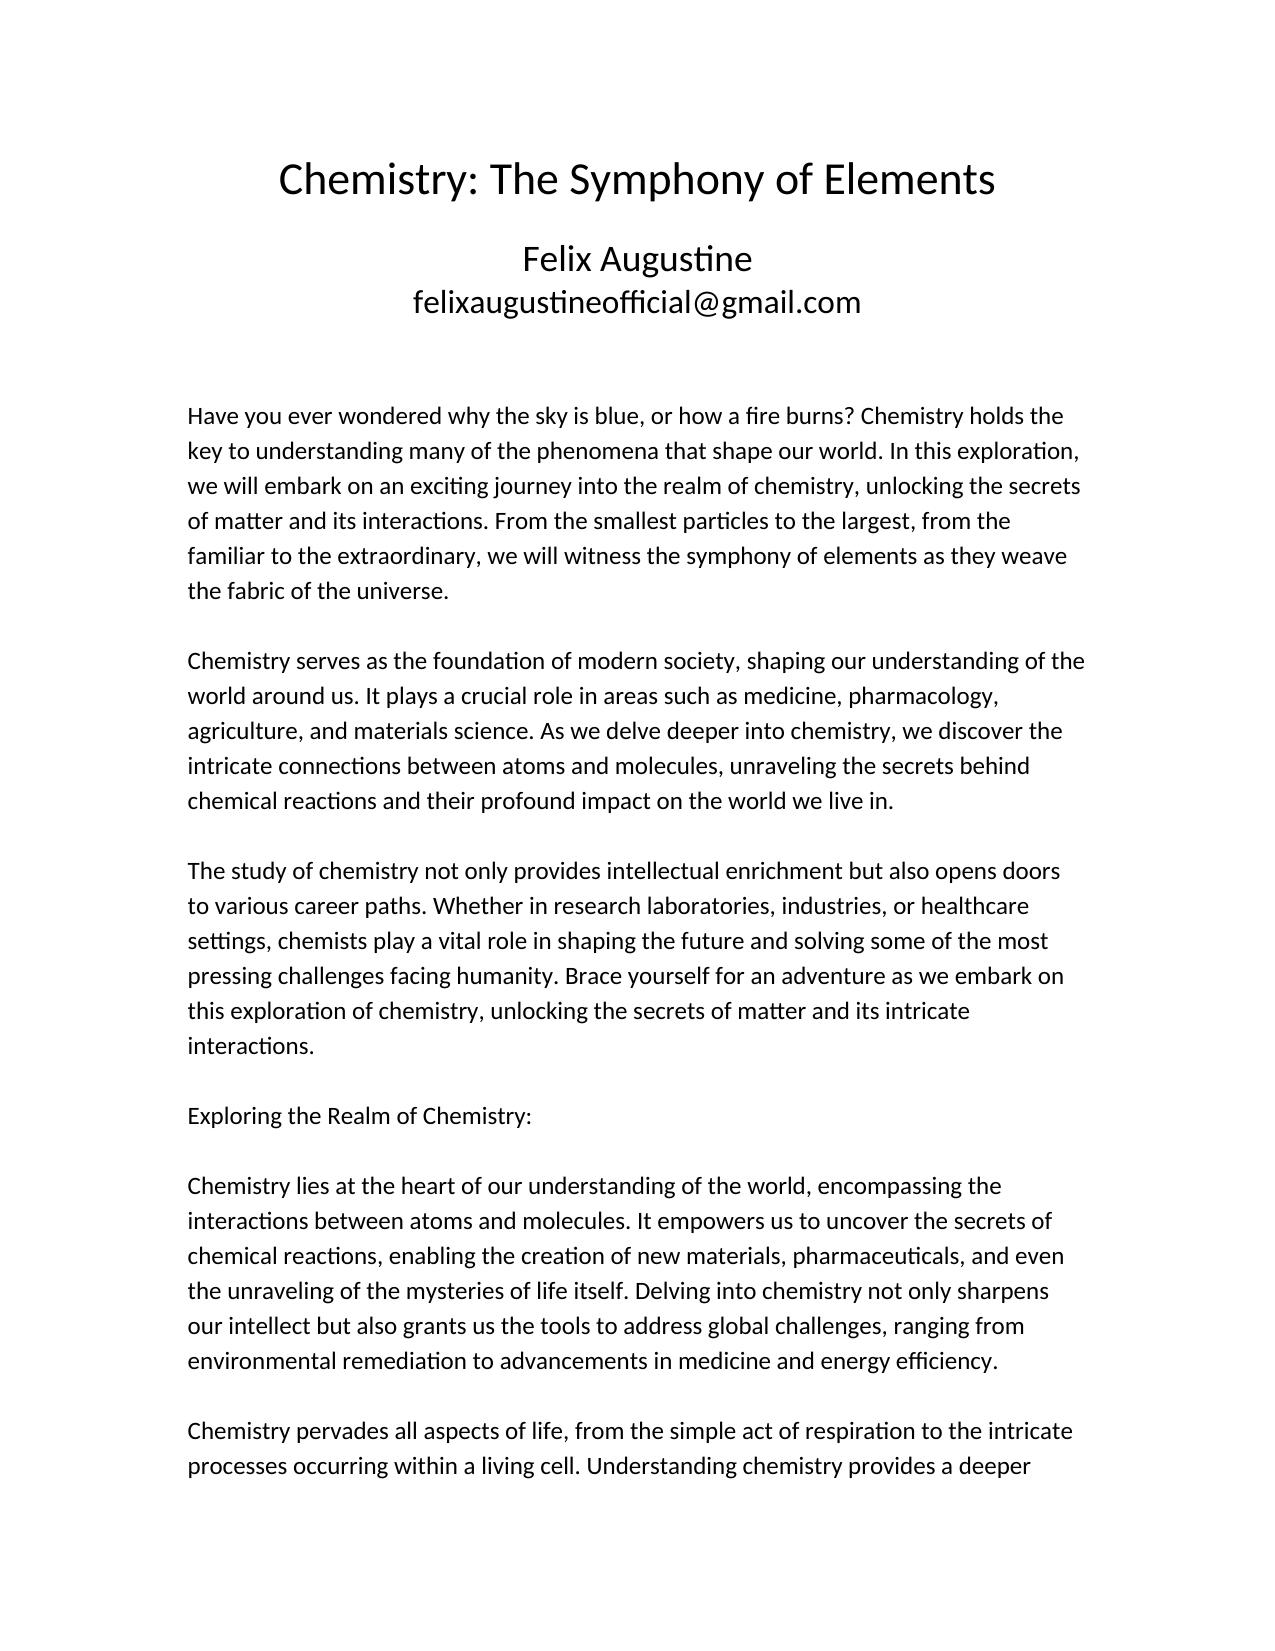 Chemistry: The Symphony of Elements
Felix Augustine
felixaugustineofficial@gmail.com
Have you ever wondered why the sky is blue, or how a fire burns? Chemistry holds the
key to understanding many of the phenomena that shape our world. In this exploration,
we will embark on an exciting journey into the realm of chemistry, unlocking the secrets
of matter and its interactions. From the smallest particles to the largest, from the
familiar to the extraordinary, we will witness the symphony of elements as they weave
the fabric of the universe.
Chemistry serves as the foundation of modern society, shaping our understanding of the
world around us. It plays a crucial role in areas such as medicine, pharmacology,
agriculture, and materials science. As we delve deeper into chemistry, we discover the
intricate connections between atoms and molecules, unraveling the secrets behind
chemical reactions and their profound impact on the world we live in.
The study of chemistry not only provides intellectual enrichment but also opens doors
to various career paths. Whether in research laboratories, industries, or healthcare
settings, chemists play a vital role in shaping the future and solving some of the most
pressing challenges facing humanity. Brace yourself for an adventure as we embark on
this exploration of chemistry, unlocking the secrets of matter and its intricate
interactions.
Exploring the Realm of Chemistry:
Chemistry lies at the heart of our understanding of the world, encompassing the
interactions between atoms and molecules. It empowers us to uncover the secrets of
chemical reactions, enabling the creation of new materials, pharmaceuticals, and even
the unraveling of the mysteries of life itself. Delving into chemistry not only sharpens
our intellect but also grants us the tools to address global challenges, ranging from
environmental remediation to advancements in medicine and energy efficiency.
Chemistry pervades all aspects of life, from the simple act of respiration to the intricate
processes occurring within a living cell. Understanding chemistry provides a deeper